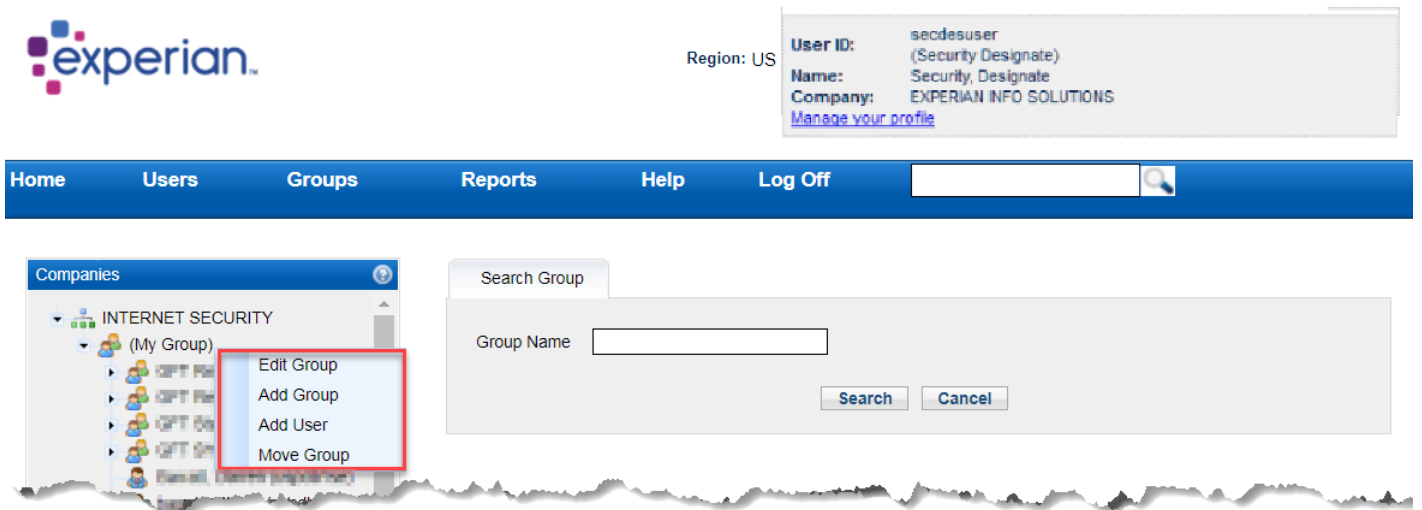 experian™
Region: US
User ID: secdesuser
(Security Designate)
Name: Security, Designate
Company: EXPERIAN INFO SOLUTIONS
Manage your profile
Home Users Groups Reports Help Log Off
Companies
Search Group
INTERNET SECURITY
(My Group)
Group Name
Edit Group
Add Group
Add User
Move Group
Search Cancel